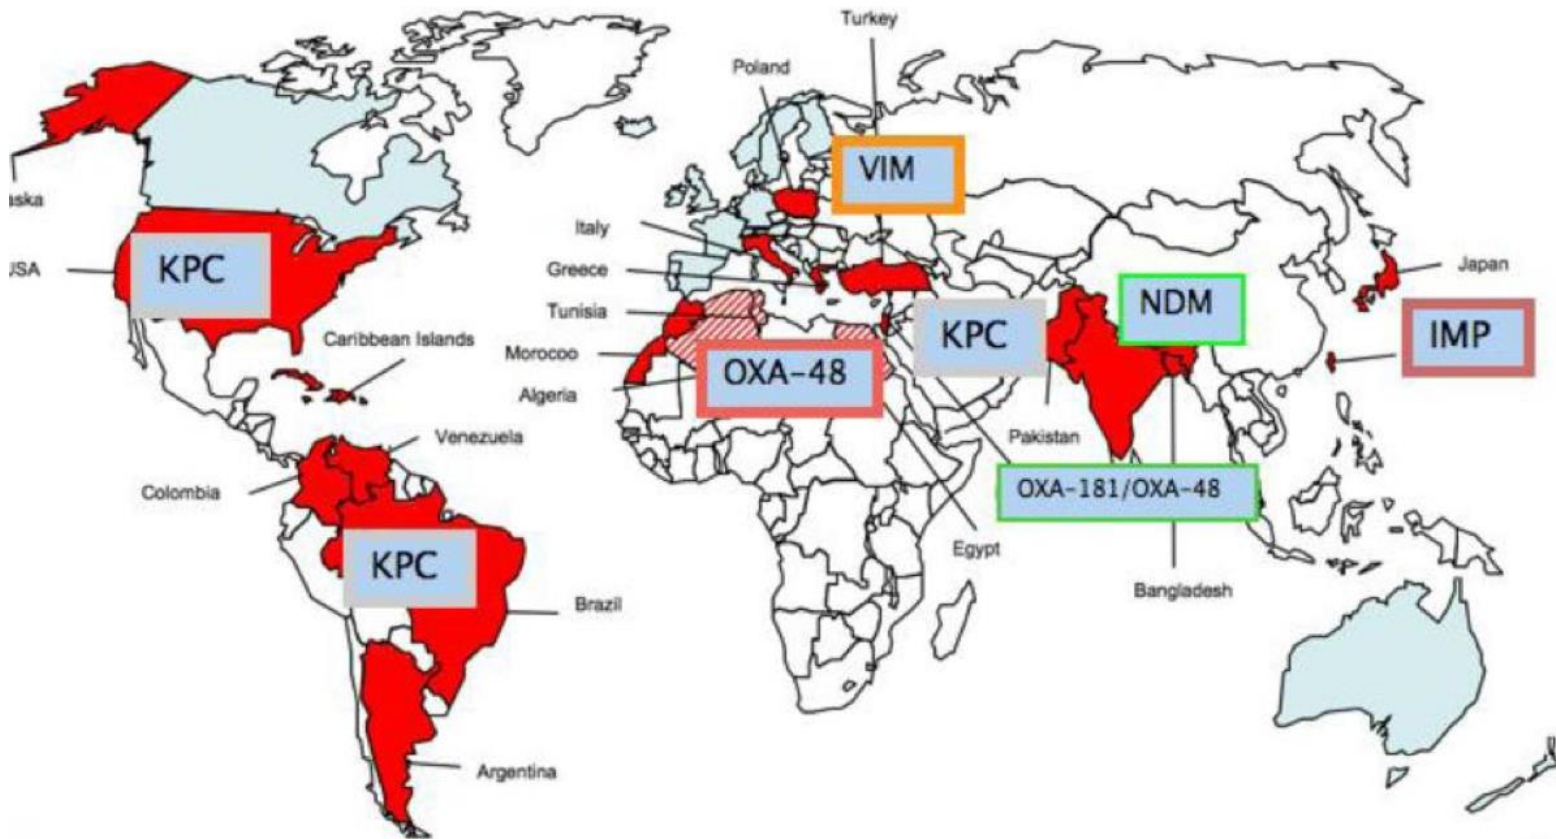 Turkey
Poland
VIM
aska
Italy
USA
KPC
Greece
Japan
Tunisia
NDM
Caribbean Islands
KPC
IMP
Morocoo
OXA-48
Algeria
Venezuela
Pakistan
Colombia
OXA-181/OXA-48
Egypt
KPC
Bangladesh
Brazil
Argentina